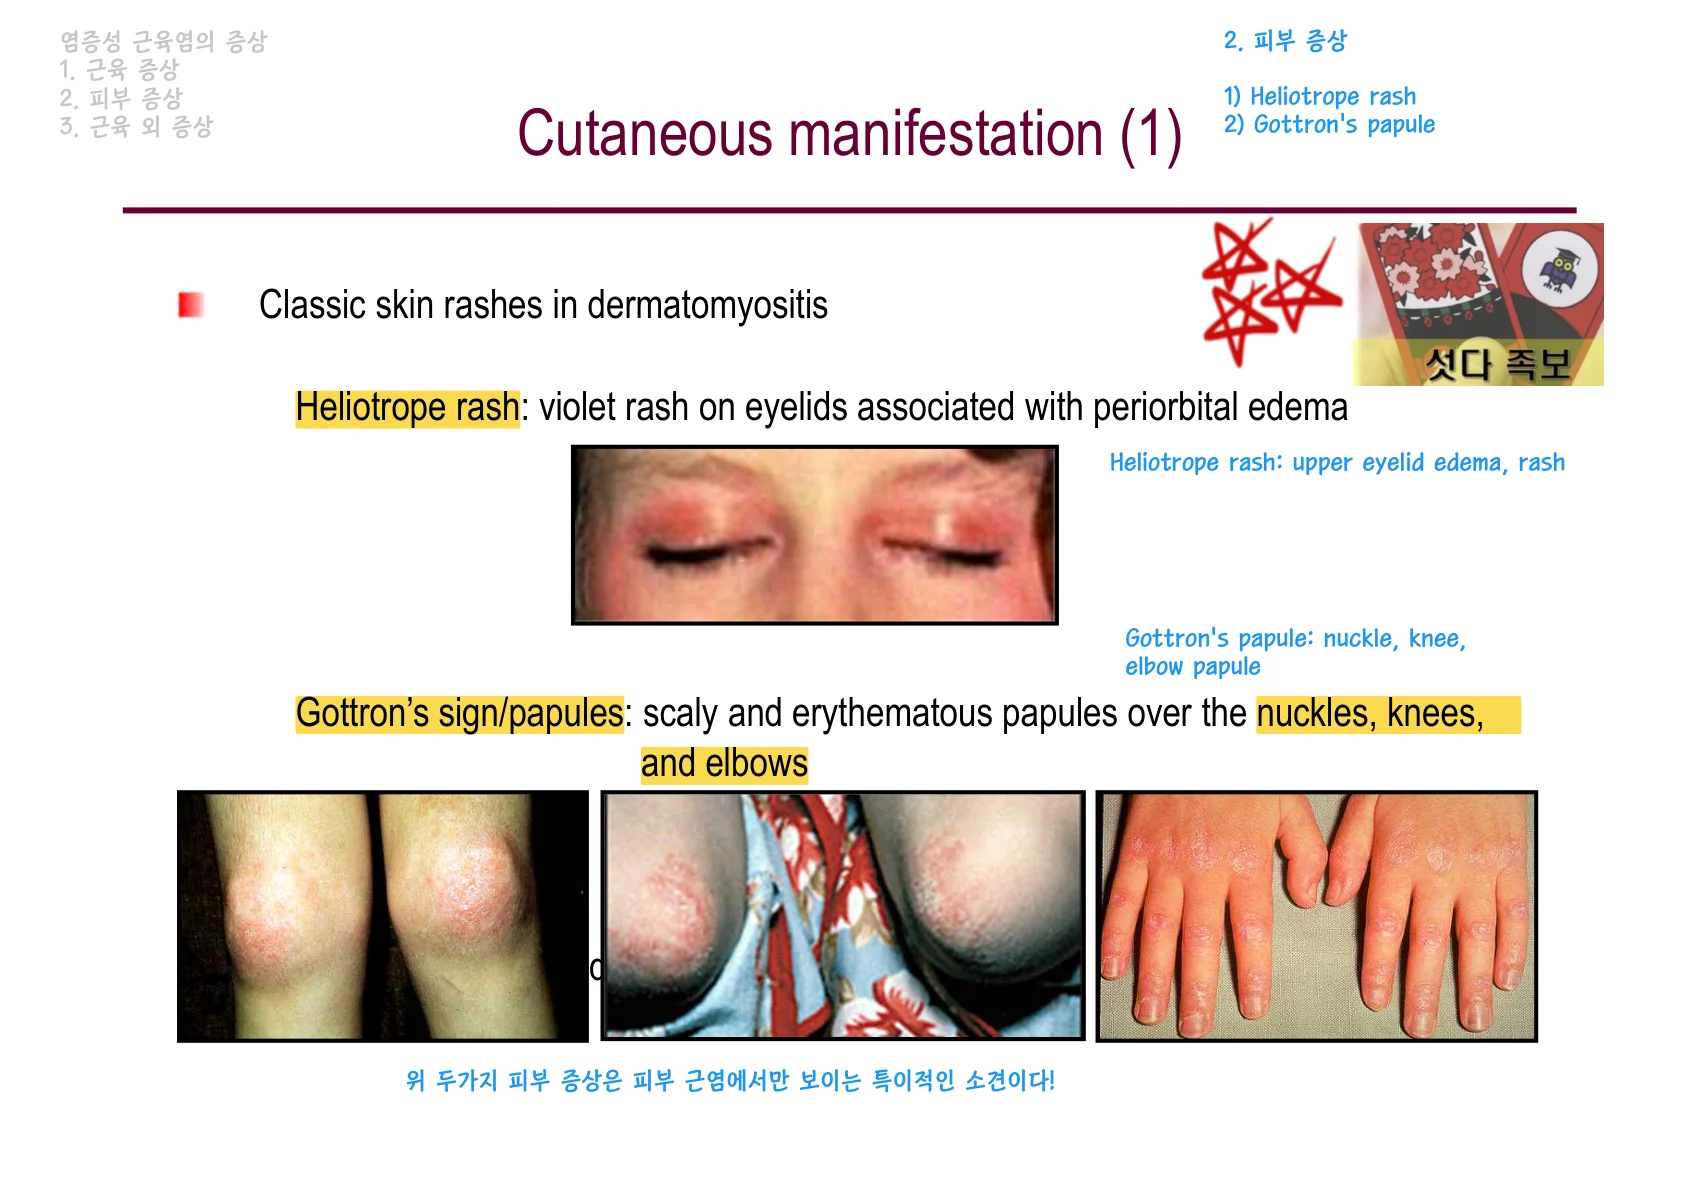 염증성 근육염의 증상
1. 근육 증상
2. 피부 증상
3. 근육 외 증상
2. 피부 증상
1) Heliotrope rash
2) Gottron's papule
Cutaneous manifestation (1)
섯다 족보
Classic skin rashes in dermatomyositis
Heliotrope rash: violet rash on eyelids associated with periorbital edema
Heliotrope rash: upper eyelid edema, rash
Gottron's papule: nuckle, knee,
elbow papule
Gottron’s sign/papules: scaly and erythematous papules over the nuckles, knees,
and elbows
위 두가지 피부 증상은 피부 근염에서만 보이는 특이적인 소견이다!